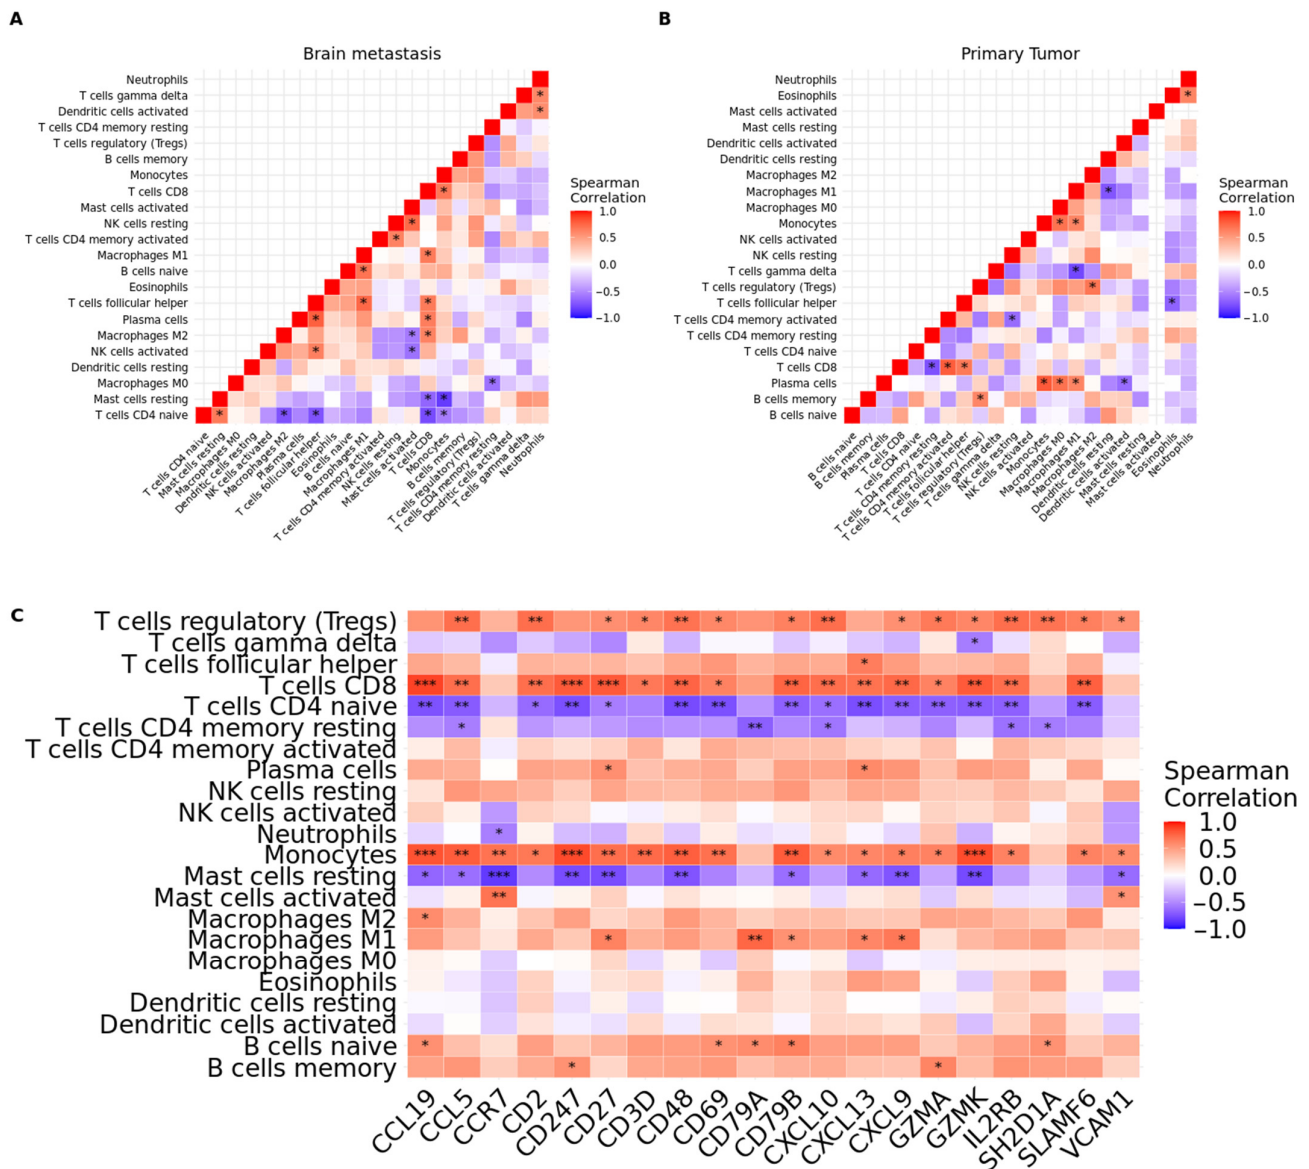 A
B
Brain metastasis
Primary Tumor
Neutrophils
T cells gamma delta
Dendritic cells activated
T cells CD4 memory resting
T cells regulatory (Tregs)
B cells memory
Monocytes
T cells CD8
Mast cells activated
NK cells resting
T cells CD4 memory activated
Macrophages M1
B cells naive
Eosinophils
T cells follicular helper
Plasma cells
Macrophages M2
NK cells activated
Dendritic cells resting
Macrophages M0
Mast cells resting
T cells CD4 naive
T cells CD4 naive
Mast cells resting
Macrophages M0
Dendritic cells resting
NK cells activated
Macrophages M2
Plasma cells
T cells follicular helper
Eosinophils
B cells naive
Macrophages M1
T cells CD4 memory activated
NK cells resting
Mast cells activated
T cells CD8
Monocytes
B cells memory
T cells regulatory (Tregs)
T cells CD4 memory resting
Dendritic cells activated
T cells gamma delta
Neutrophils
Spearman
Correlation
1.0
0.5
0.0
−0.5
−1.0
Neutrophils
Eosinophils
Mast cells activated
Mast cells resting
Dendritic cells activated
Dendritic cells resting
Macrophages M2
Macrophages M1
Macrophages M0
Monocytes
NK cells activated
NK cells resting
T cells gamma delta
T cells regulatory (Tregs)
T cells follicular helper
T cells CD4 memory activated
T cells CD4 memory resting
T cells CD4 naive
T cells CD8
Plasma cells
B cells memory
B cells naive
B cells naive
B cells memory
Plasma cells
T cells CD8
T cells CD4 naive
T cells CD4 memory resting
T cells CD4 memory activated
T cells follicular helper
T cells regulatory (Tregs)
T cells gamma delta
NK cells resting
NK cells activated
Monocytes
Macrophages M0
Macrophages M1
Macrophages M2
Dendritic cells resting
Dendritic cells activated
Mast cells resting
Mast cells activated
Eosinophils
Neutrophils
Spearman
Correlation
1.0
0.5
0.0
−0.5
−1.0
C
T cells regulatory (Tregs)
T cells gamma delta
T cells follicular helper
T cells CD8
T cells CD4 naive
T cells CD4 memory resting
T cells CD4 memory activated
Plasma cells
NK cells resting
NK cells activated
Neutrophils
Monocytes
Mast cells resting
Mast cells activated
Macrophages M2
Macrophages M1
Macrophages M0
Eosinophils
Dendritic cells resting
Dendritic cells activated
B cells naive
B cells memory
CCL19
CCL5
CCR7
CD2
CD247
CD27
CD3D
CD48
CD69
CD79A
CD79B
CXCL10
CXCL13
CXCL9
GZMA
GZMK
IL2RB
SH2D1A
SLAMF6
VCAM1
Spearman
Correlation
1.0
0.5
0.0
−0.5
−1.0